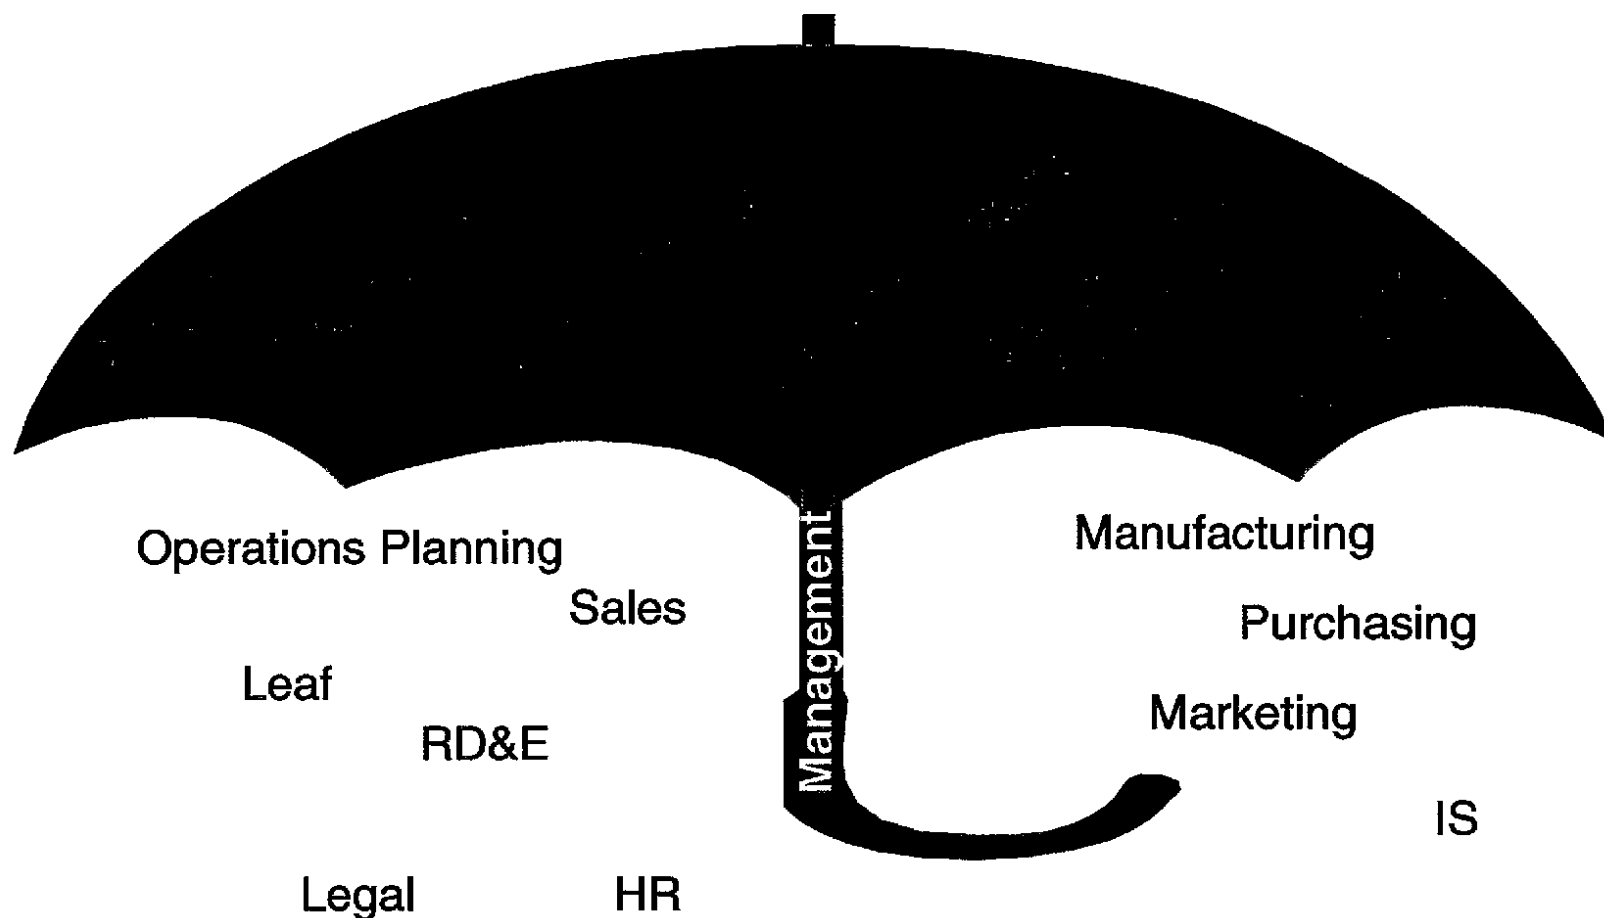 Operations Planning
Sales
Leaf
RD&E
Legal
HR
Management
Manufacturing
Purchasing
Marketing
IS